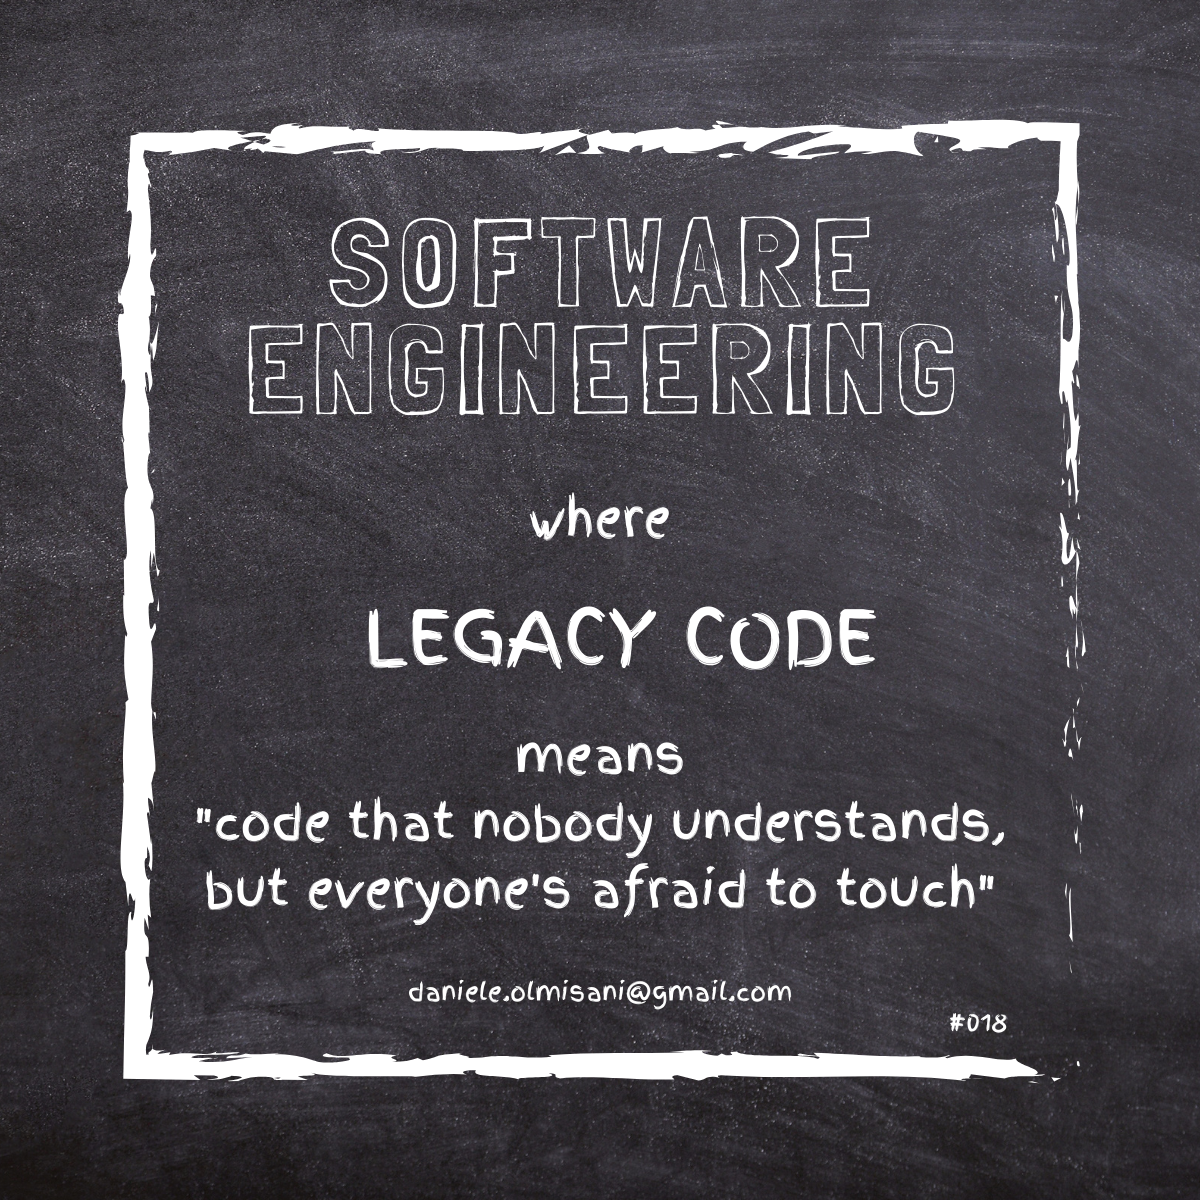 SOFTWARE
ENGINEERING
where
LEGACY CODE
means
"code that nobody understands,
but everyone's afraid to touch"
daniele.olmisani@gmail.com
#018